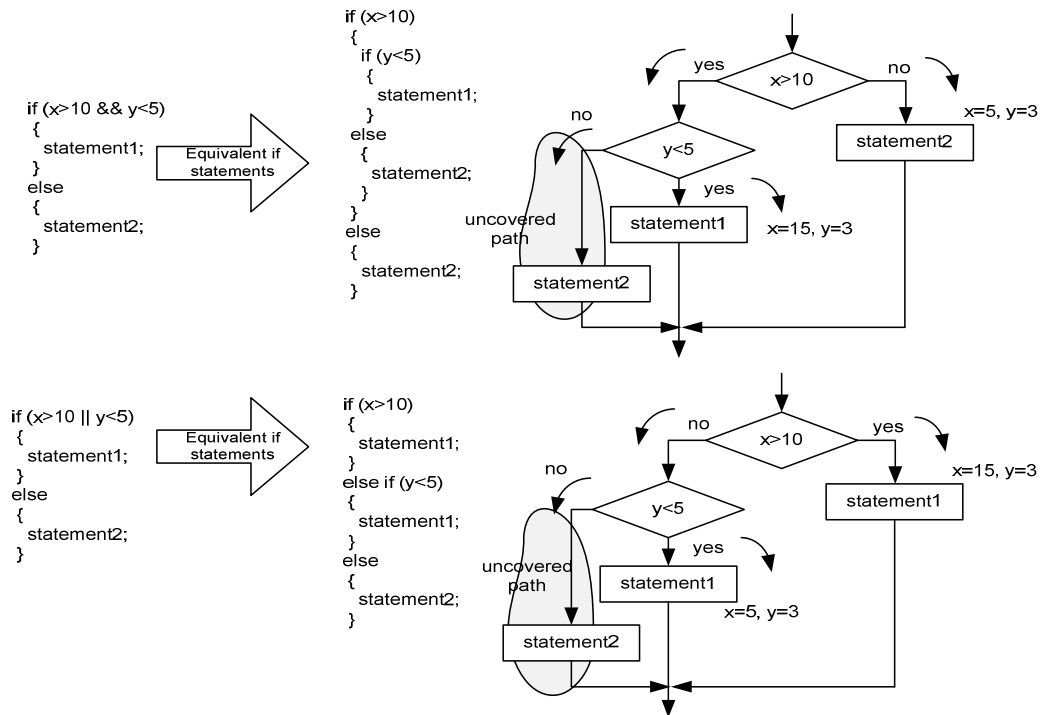 if (x>10 && y<5)
{
statement1;
}
else
{
statement2;
}
Equivalent if
statements
if (x>10)
{
if (y<5)
{
statement1;
}
else
{
statement2;
}
}
else
{
statement2;
}
yes
x>10
no
x=5, y=3
statement2
no
y<5
yes
statement1
x=15, y=3
uncovered
path
statement2
if (x>10 || y<5)
{
statement1;
}
else
{
statement2;
}
Equivalent if
statements
if (x>10)
{
statement1;
}
else if (y<5)
{
statement1;
}
else
{
statement2;
}
no
x>10
yes
x=15, y=3
statement1
no
y<5
yes
statement1
x=5, y=3
uncovered
path
statement2